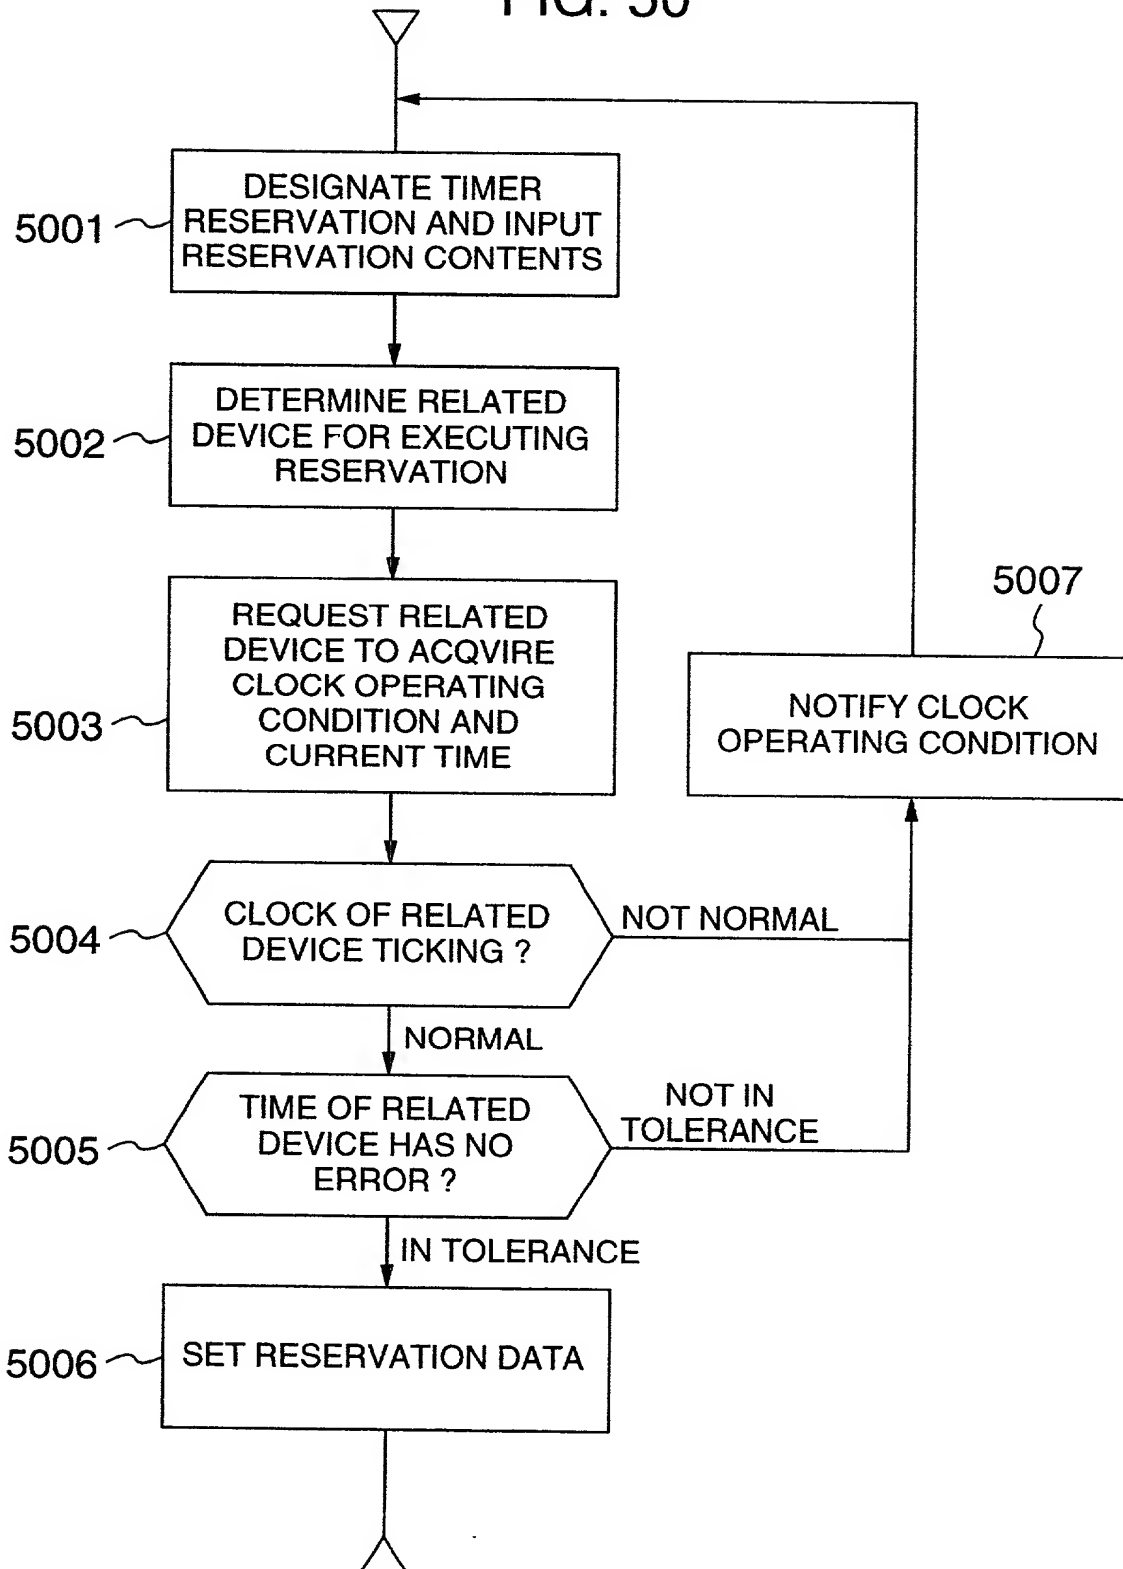 FIG. 50
DESIGNATE TIMER
RESERVATION AND INPUT
RESERVATION CONTENTS
5001
DETERMINE RELATED
DEVICE FOR EXECUTING
RESERVATION
5002
REQUEST RELATED
DEVICE TO ACQVIRE
CLOCK OPERATING
CONDITION AND
CURRENT TIME
5003
5007
NOTIFY CLOCK
OPERATING CONDITION
CLOCK OF RELATED
DEVICE TICKING ?
5004
NOT NORMAL
NORMAL
TIME OF RELATED
DEVICE HAS NO
ERROR ?
5005
NOT IN
TOLERANCE
IN TOLERANCE
SET RESERVATION DATA
5006